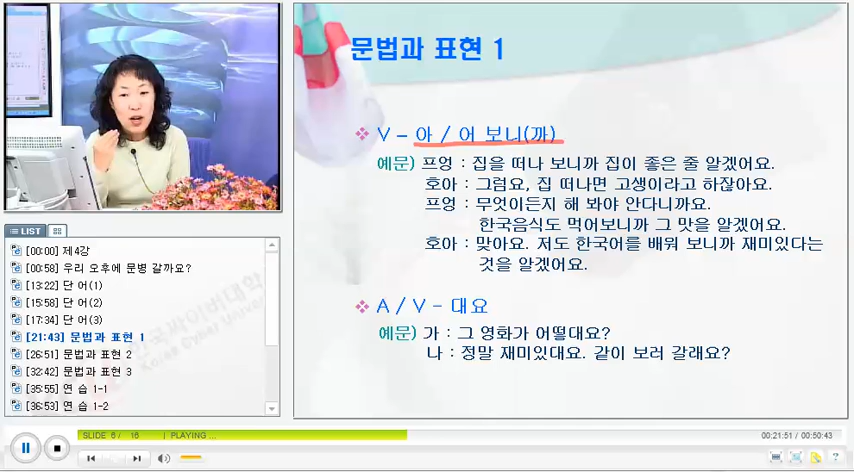 문법과 표현 1
V – 아 / 어 보니(까)
예문) 프엉 : 집을 떠나 보니까 집이 좋은 줄 알겠어요.
호아 : 그럼요, 집 떠나면 고생이라고 하잖아요.
프엉 : 무엇이든지 해 봐야 안다니까요.
한국음식도 먹어보니까 그 맛을 알겠어요.
호아 : 맞아요. 저도 한국어를 배워 보니까 재미있다는
것을 알겠어요.
A / V – 대요
예문) 가 : 그 영화가 어떻대요?
나 : 정말 재미있대요. 같이 보러 갈래요?
LIST
[00:00] 제4강
[00:58] 우리 오후에 문병 갈까요?
[13:22] 단 어(1)
[15:58] 단 어(2)
[17:34] 단 어(3)
[21:43] 문법과 표현 1
[26:51] 문법과 표현 2
[32:42] 문법과 표현 3
[35:55] 연 습 1-1
[36:53] 연 습 1-2
SLIDE 6 / 16 | PLAYING ...
00:21:51 / 00:50:43